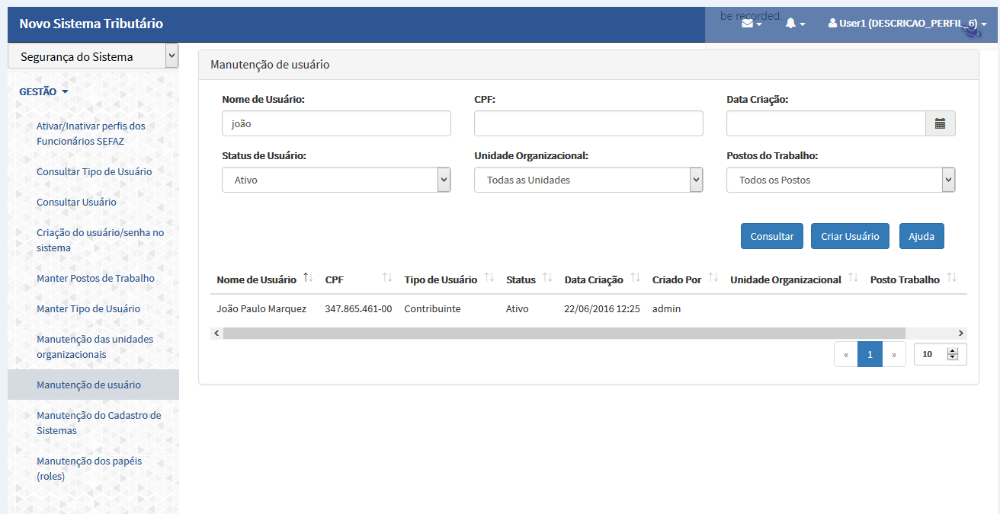 be recorded.
Novo Sistema Tributário
User1 (DESCRICAO_PERFIL_6)
Segurança do Sistema
GESTÃO
Ativar/Inativar perfis dos
Funcionários SEFAZ
Consultar Tipo de Usuário
Consultar Usuário
Criação do usuário/senha no
sistema
Manter Postos de Trabalho
Manter Tipo de Usuário
Manutenção das unidades
organizacionais
Manutenção de usuário
Manutenção do Cadastro de
Sistemas
Manutenção dos papéis
(roles)
Manutenção de usuário
Nome de Usuário: CPF: Data Criação:
joão
Status de Usuário: Unidade Organizacional: Postos do Trabalho:
Ativo Todas as Unidades Todos os Postos
Consultar Criar Usuário Ajuda
Nome de Usuário CPF Tipo de Usuário Status Data Criação Criado Por Unidade Organizacional Posto Trabalho
João Paulo Marquez 347.865.461-00 Contribuinte Ativo 22/06/2016 12:25 admin
« 1 » 10